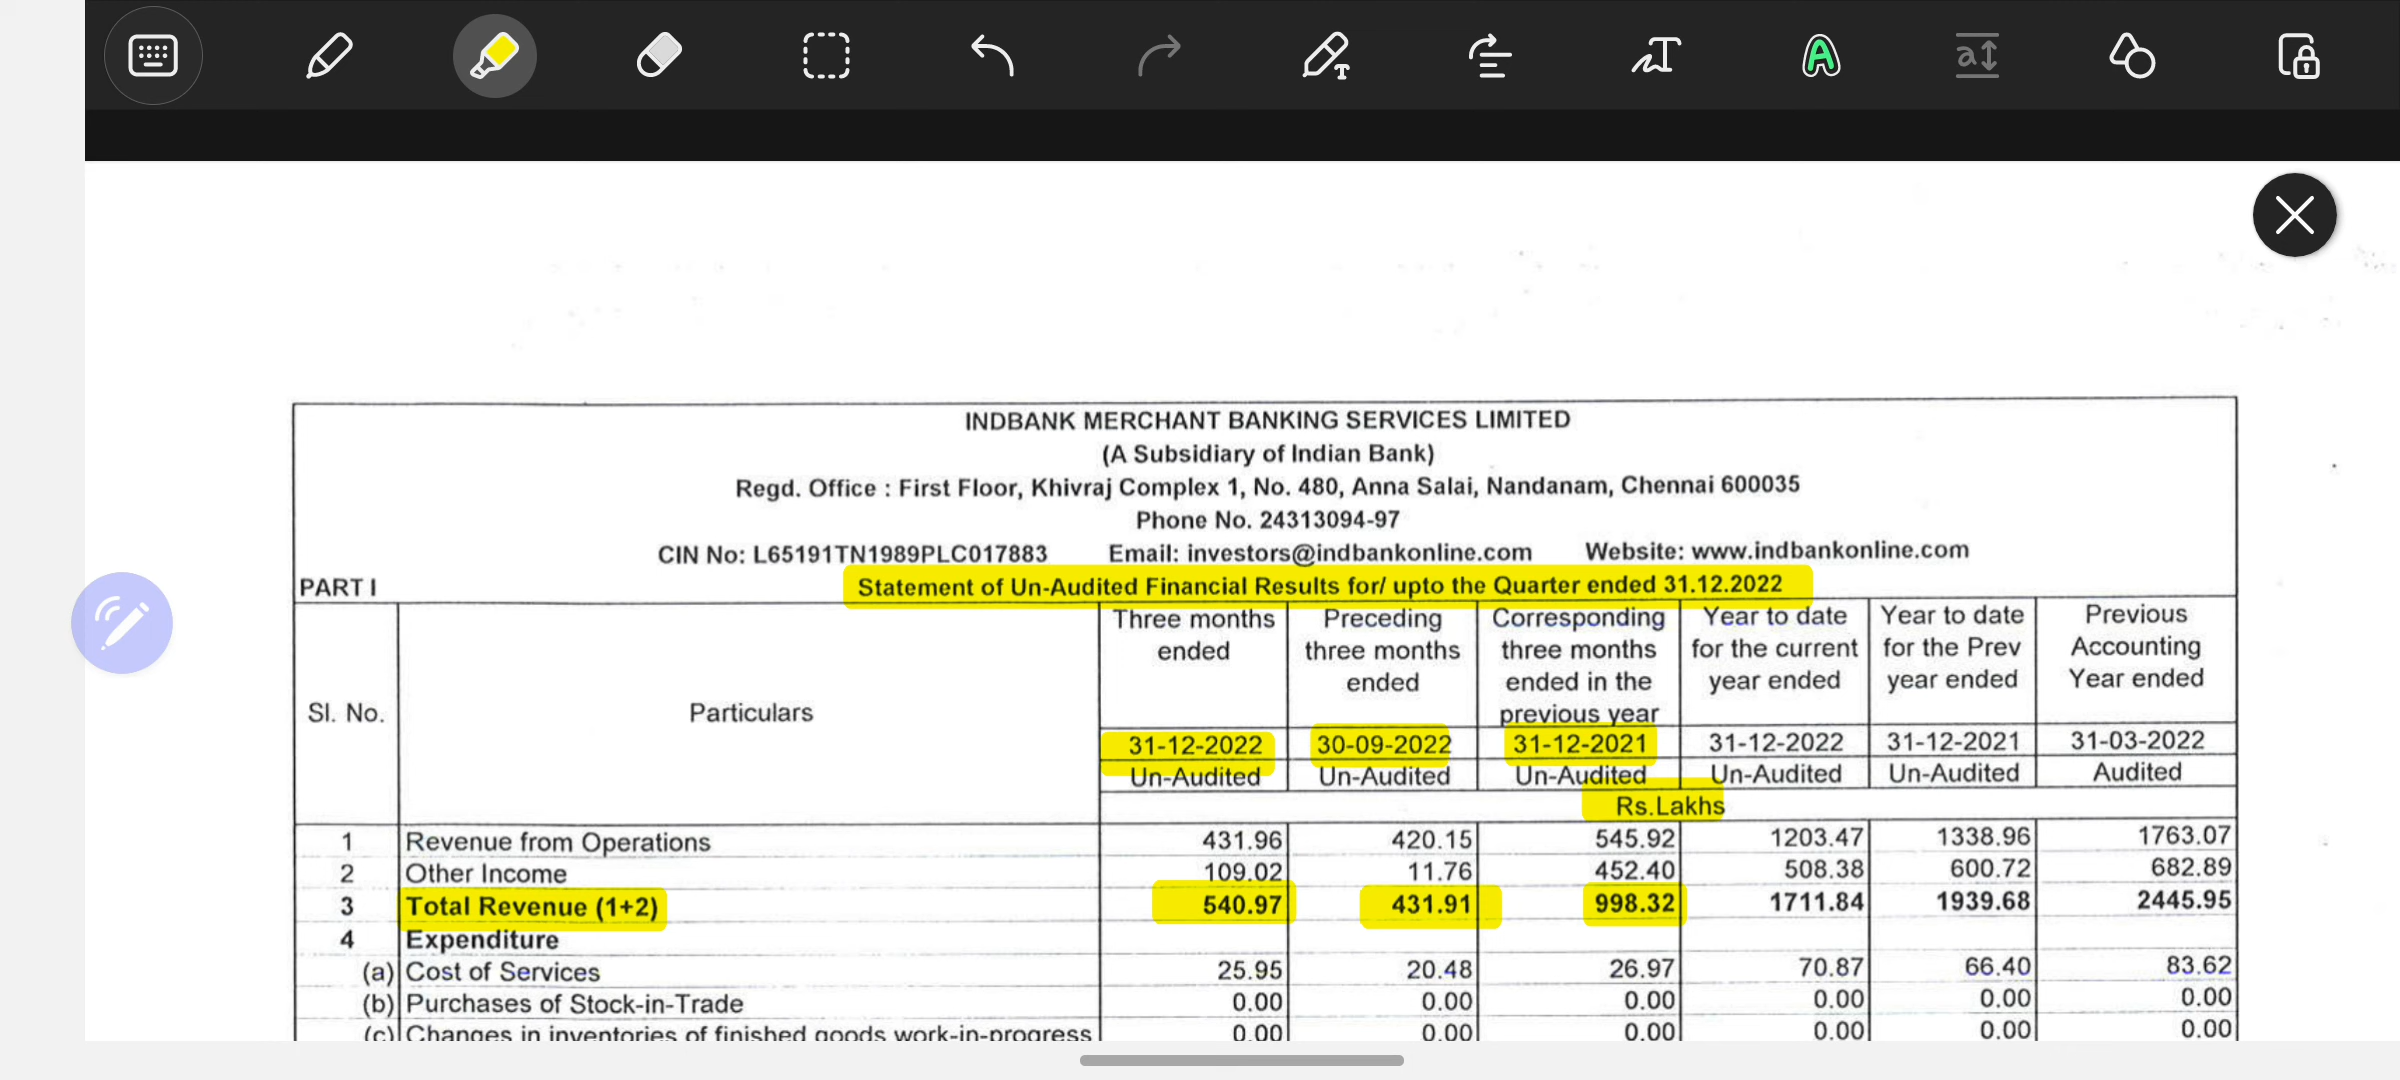 INDBANK MERCHANT BANKING SERVICES LIMITED
(A Subsidiary of Indian Bank)
Regd. Office : First Floor, Khivraj Complex 1, No. 480, Anna Salai, Nandanam, Chennai 600035
Phone No. 24313094-97
CIN No: L65191TN1989PLC017883 Email: investors@indbankonline.com Website: www.indbankonline.com
PART I Statement of Un-Audited Financial Results for/ upto the Quarter ended 31.12.2022
Sl. No. Particulars
Three months
ended
31-12-2022
Un-Audited
Preceding
three months
ended
30-09-2022
Un-Audited
Corresponding
three months
ended in the
previous year
31-12-2021
Un-Audited
Year to date
for the current
year ended
31-12-2022
Un-Audited
Year to date
for the Prev
year ended
31-12-2021
Un-Audited
Previous
Accounting
Year ended
31-03-2022
Audited
Rs.Lakhs
1 Revenue from Operations 431.96 420.15 545.92 1203.47 1338.96 1763.07
2 Other Income 109.02 11.76 452.40 508.38 600.72 682.89
3 Total Revenue (1+2) 540.97 431.91 998.32 1711.84 1939.68 2445.95
4 Expenditure
(a) Cost of Services 25.95 20.48 26.97 70.87 66.40 83.62
(b) Purchases of Stock-in-Trade 0.00 0.00 0.00 0.00 0.00 0.00
(c) Changes in inventories of finished goods work-in-progress 0.00 0.00 0.00 0.00 0.00 0.00